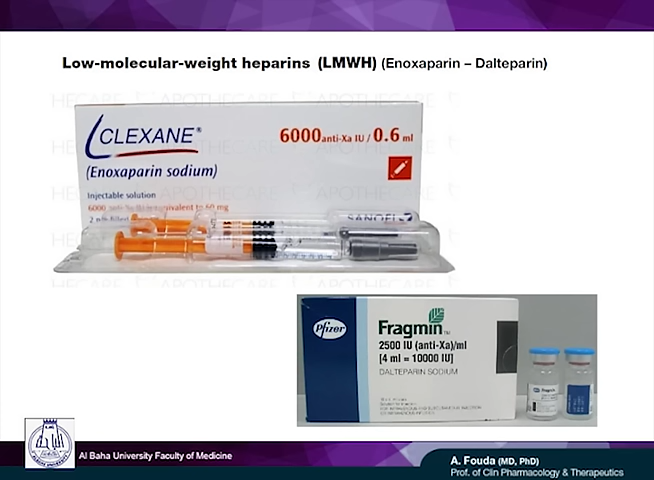 Low-molecular-weight heparins (LMWH) (Enoxaparin – Dalteparin)
CLEXANE®
6000 anti-Xa IU / 0.6 ml
(Enoxaparin sodium)
Injectable solution
SANOFI
Pfizer
Fragmin™
2500 IU (anti-Xa)/ml
[4 ml = 10000 IU]
DALTEPARIN SODIUM
Fragmin
Al Baha University Faculty of Medicine
A. Fouda (MD, PhD)
Prof. of Clin Pharmacology & Therapeutics